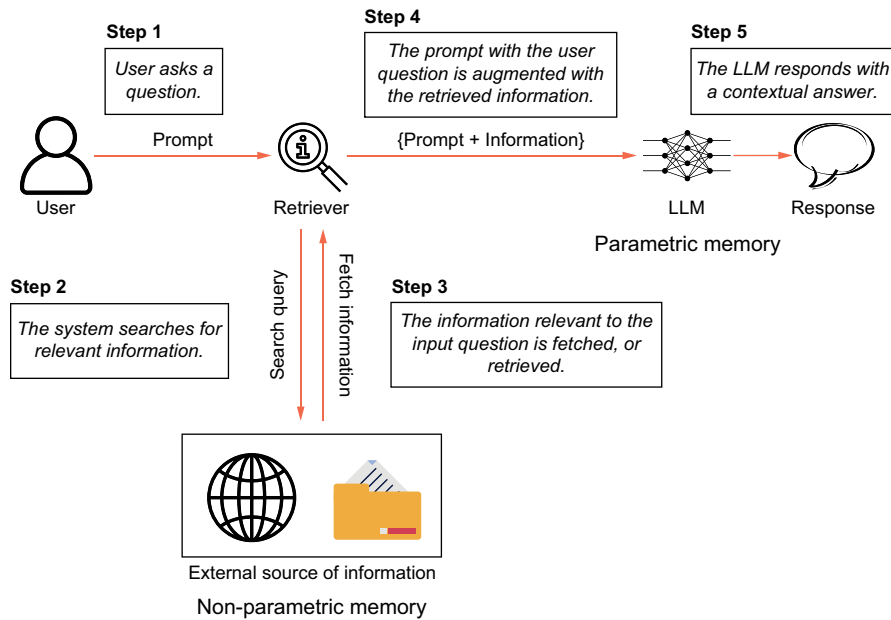 Step 1
User asks a
question.
Step 4
The prompt with the user
question is augmented with
the retrieved information.
Step 5
The LLM responds with
a contextual answer.
Prompt
{Prompt + Information}
i
User
Retriever
LLM
Response
Parametric memory
Step 2
The system searches for
relevant information.
Search query
Fetch information
Step 3
The information relevant to the
input question is fetched, or
retrieved.
External source of information
Non-parametric memory